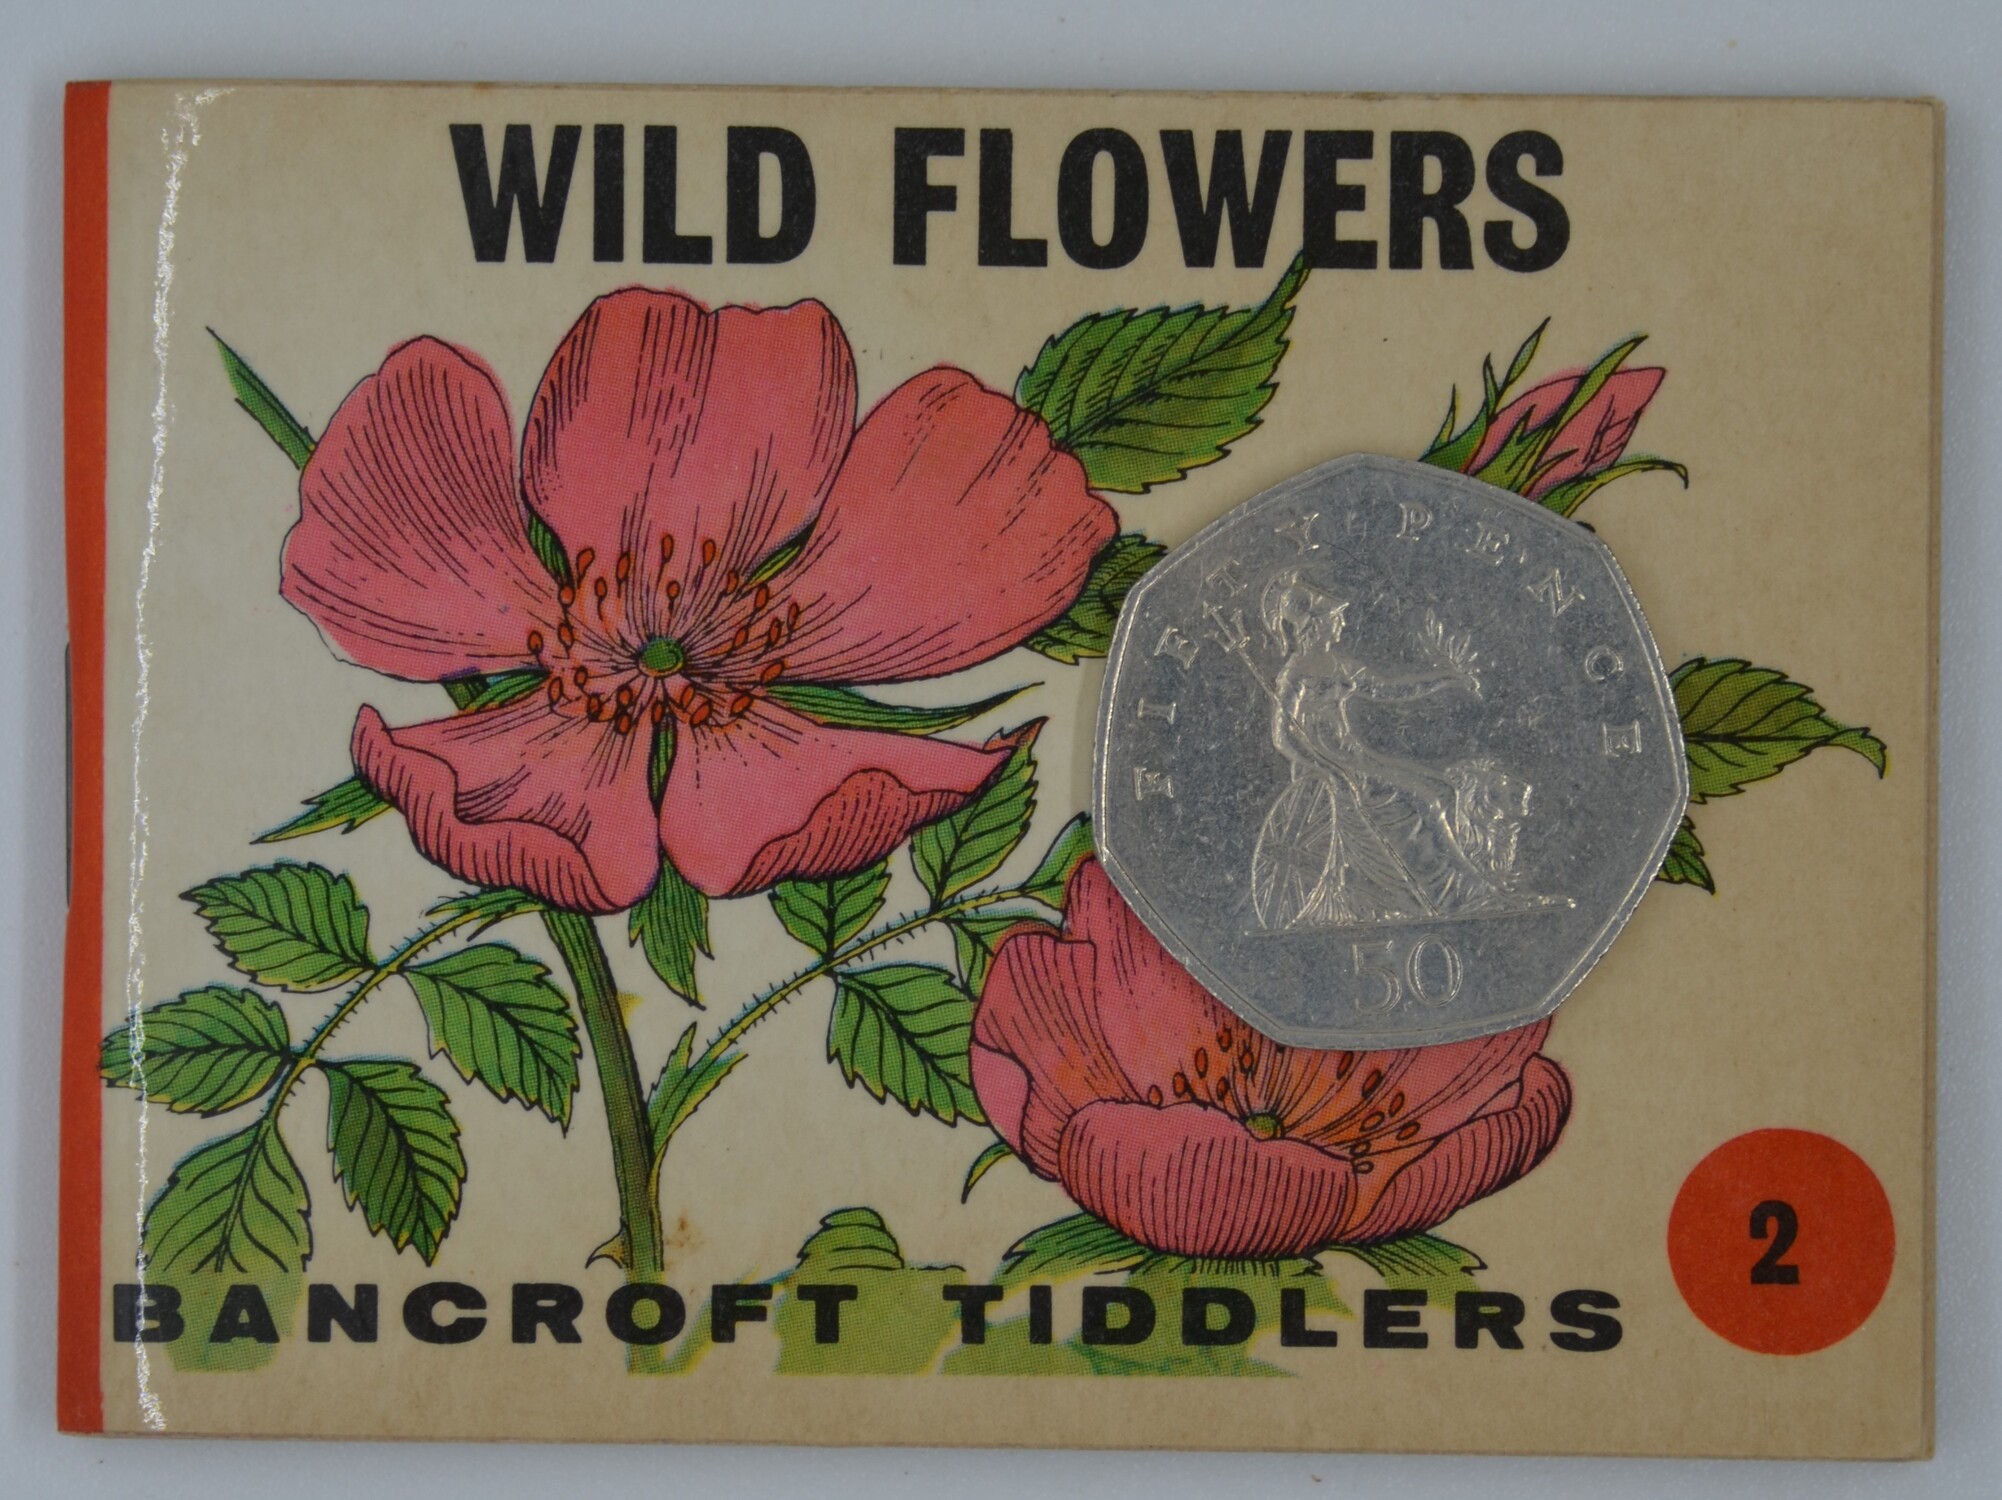 WILD FLOWERS
FIFTY PENCE
50
BANCROFT TIDDLERS
2